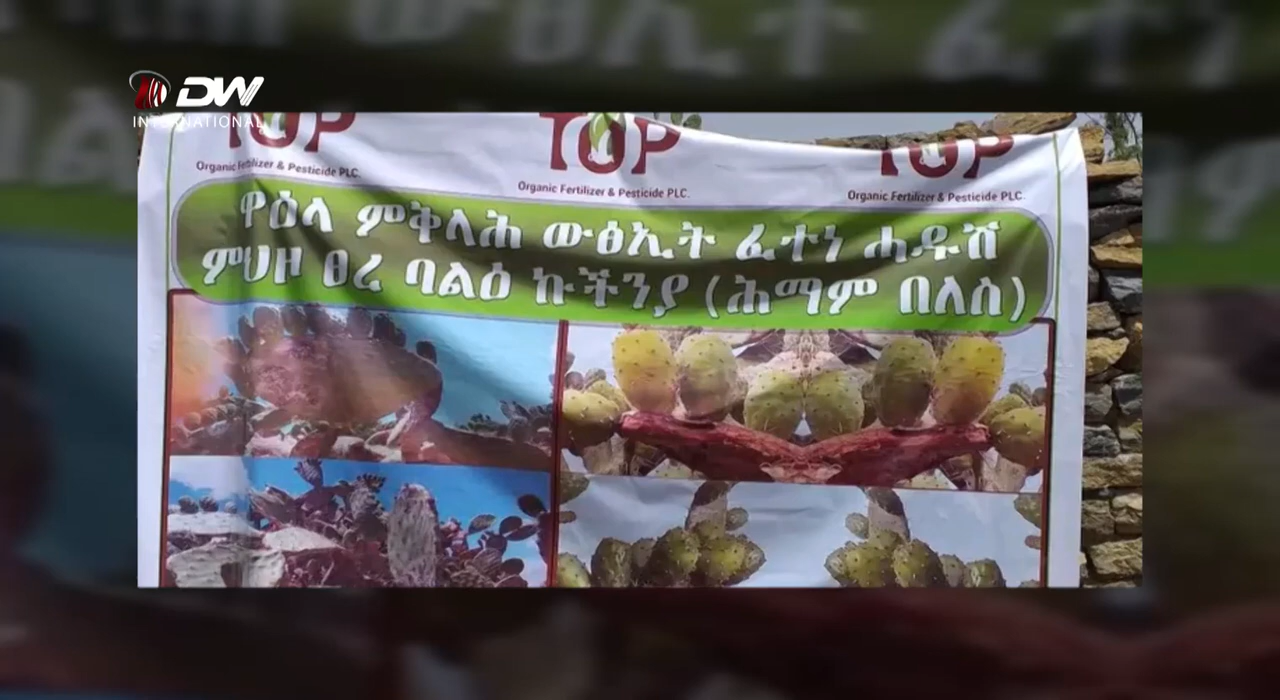 DW
INTERNATIONAL
TOP TOP TOP
Organic Fertilizer & Pesticide PLC. Organic Fertilizer & Pesticide PLC. Organic Fertilizer & Pesticide PLC.
ዋዕላ ምቅላሕ ውፅኢት ፈተነ ሓዱሽ
ምህዞ ፀረ ባልዕ ኩችንያ (ሕማም በለስ)